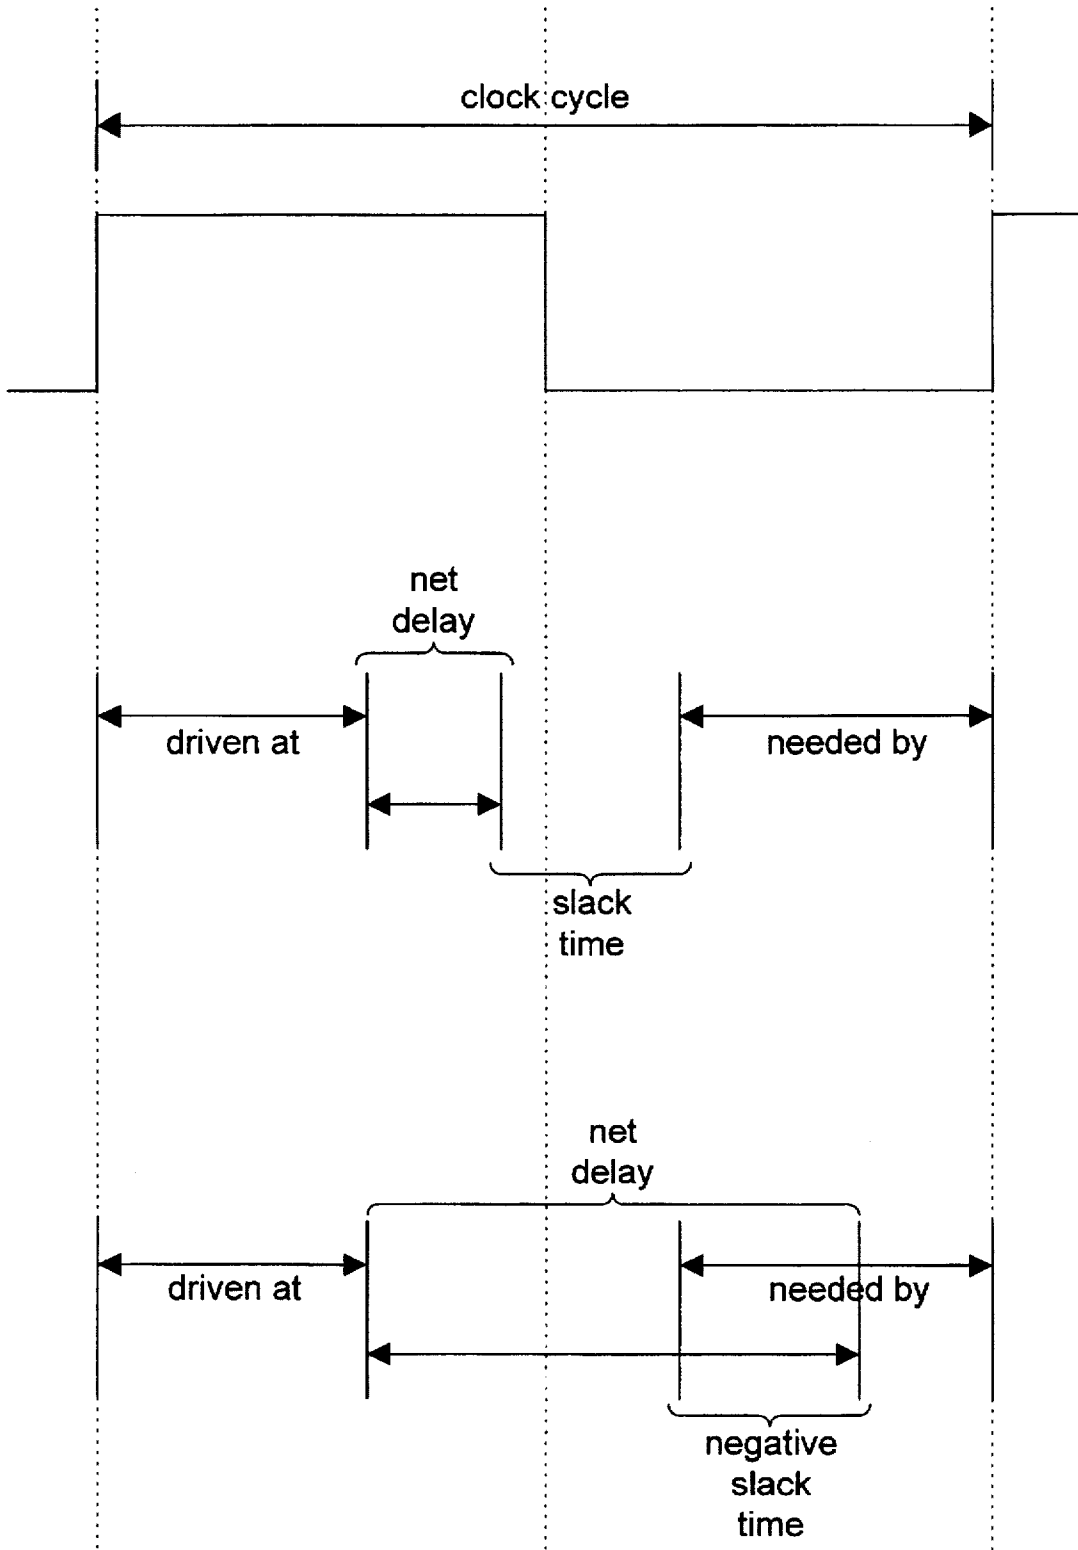 clock cycle
net
delay
driven at
needed by
slack
time
net
delay
driven at
needed by
negative
slack
time